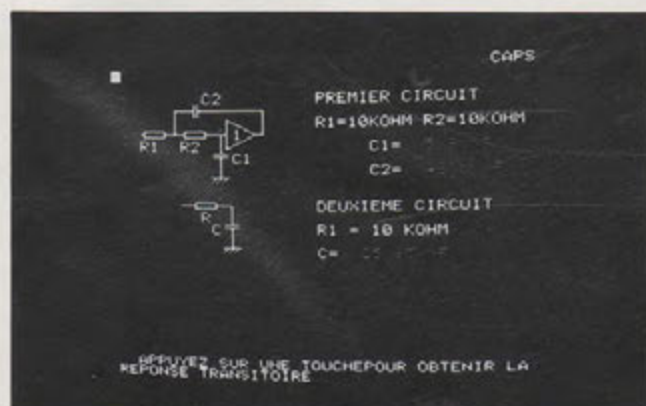 CAPS
C2
R1
R2
1
C1
PREMIER CIRCUIT
R1=10KOHM R2=10KOHM
C1=
C2=
R
C
DEUXIEME CIRCUIT
R1 = 10 KOHM
C=
APPUYEZ SUR UNE TOUCHEPOUR OBTENIR LA
REPONSE TRANSITOIRE